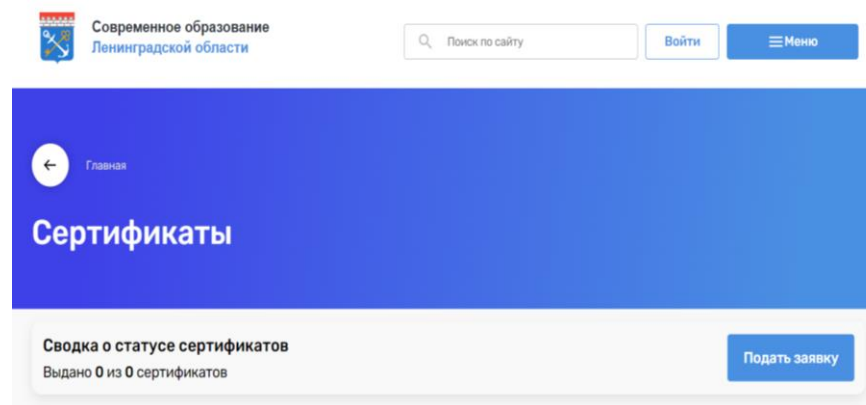 Современное образование
Ленинградской области
Поиск по сайту
Войти
Меню
Главная
Сертификаты
Сводка о статусе сертификатов
Выдано 0 из 0 сертификатов
Подать заявку